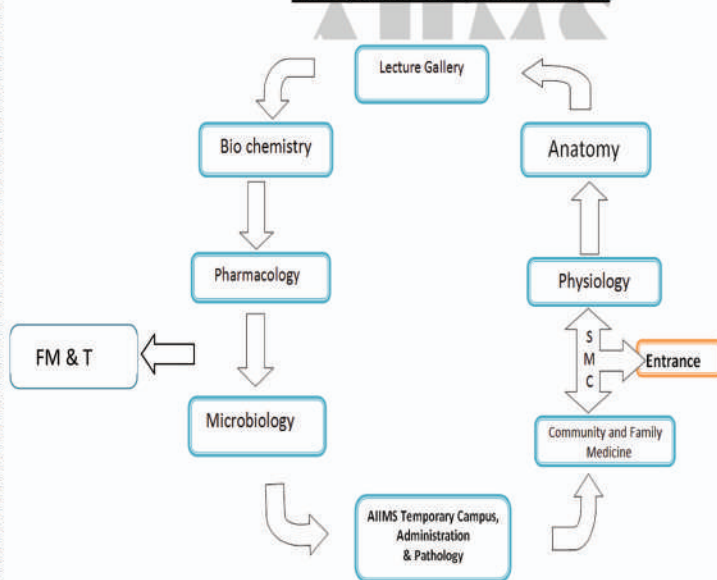 AIIMS
Lecture Gallery
Bio chemistry
Anatomy
Pharmacology
Physiology
FM & T
S
M
C
Entrance
Microbiology
Community and Family
Medicine
AIIMS Temporary Campus,
Administration
& Pathology